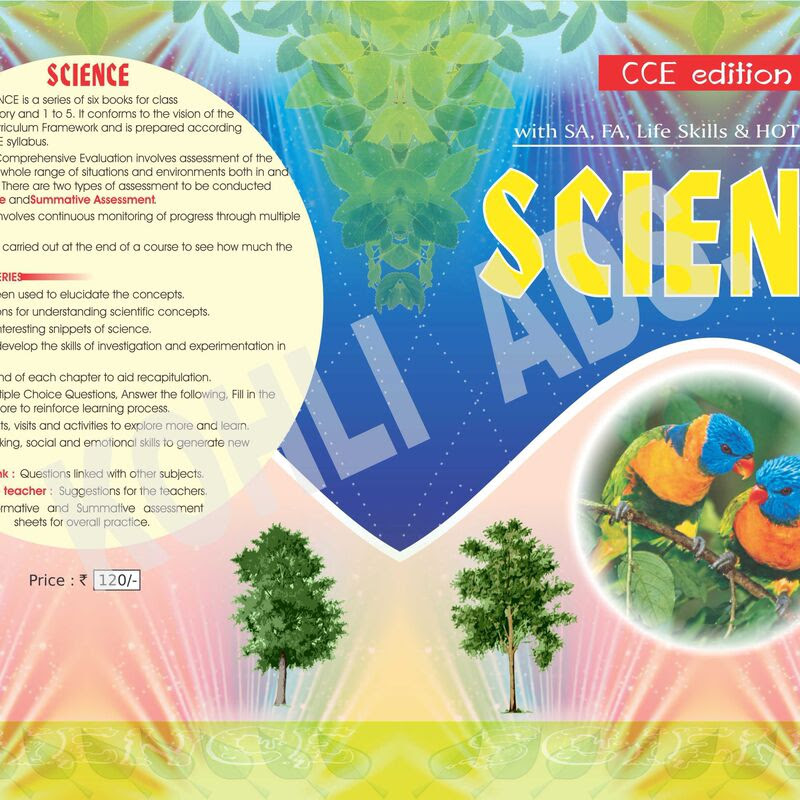 SCIENCE
NCE is a series of six books for class
ory and 1 to 5. It conforms to the vision of the
rriculum Framework and is prepared according
E syllabus.
Comprehensive Evaluation involves assessment of the
whole range of situations and environments both in and
There are two types of assessment to be conducted
e and Summative Assessment.
nvolves continuous monitoring of progress through multiple
carried out at the end of a course to see how much the
ERIES
een used to elucidate the concepts.
ons for understanding scientific concepts.
nteresting snippets of science.
develop the skills of investigation and experimentation in
nd of each chapter to aid recapitulation.
tiple Choice Questions, Answer the following, Fill in the
ore to reinforce learning process.
ts, visits and activities to explore more and learn.
king, social and emotional skills to generate new
nk : Questions linked with other subjects.
teacher : Suggestions for the teachers.
rmative and Summative assessment
sheets for overall practice.
Price : ₹ 120/-
CCE edition
with SA, FA, Life Skills & HOT
SCIEN
KOHLI ADS.